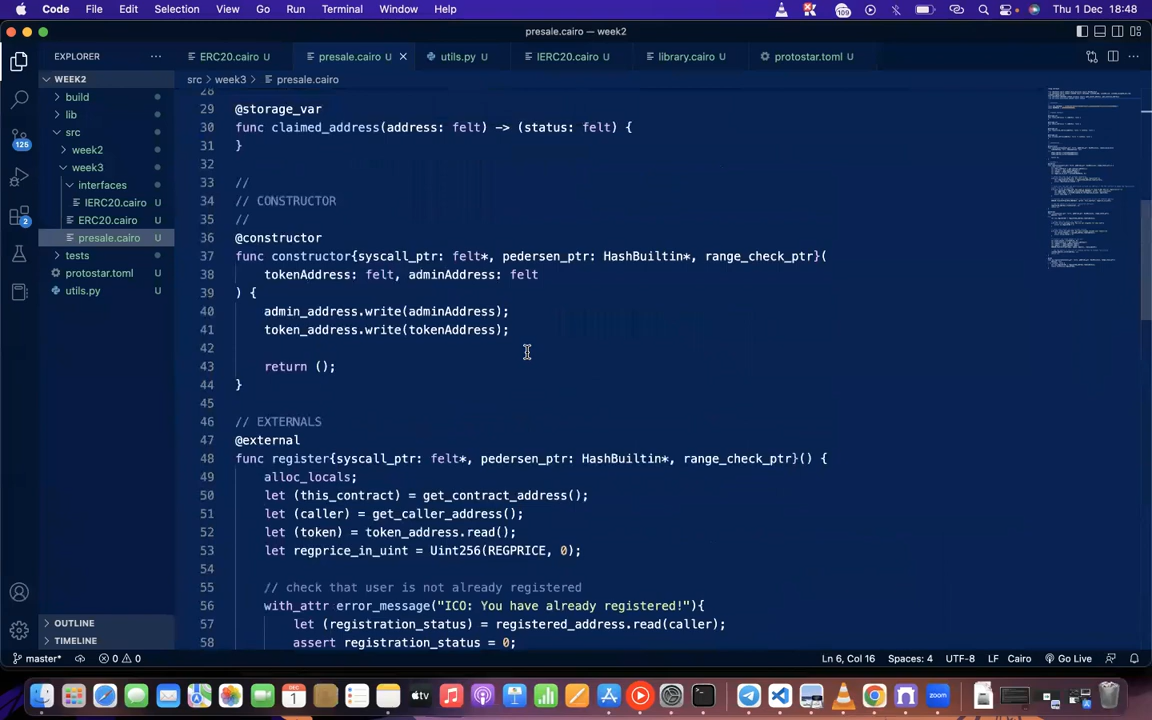 Code File Edit Selection View Go Run Terminal Window Help
109
Thu 1 Dec 18:48
presale.cairo — week2
EXPLORER
ERC20.cairo U
presale.cairo U
utils.py U
IERC20.cairo U
library.cairo U
protostar.toml U
src > week3 > presale.cairo
WEEK2
build
lib
src
week2
week3
interfaces
IERC20.cairo U
ERC20.cairo U
presale.cairo U
tests
protostar.toml U
utils.py U
125
2
OUTLINE
TIMELINE
28
29 @storage_var
30 func claimed_address(address: felt) -> (status: felt) {
31 }
32
33 //
34 // CONSTRUCTOR
35 //
36 @constructor
37 func constructor{syscall_ptr: felt*, pedersen_ptr: HashBuiltin*, range_check_ptr}(
38 tokenAddress: felt, adminAddress: felt
39 ) {
40 admin_address.write(adminAddress);
41 token_address.write(tokenAddress);
42
43 return ();
44 }
45
46 // EXTERNALS
47 @external
48 func register{syscall_ptr: felt*, pedersen_ptr: HashBuiltin*, range_check_ptr}() {
49 alloc_locals;
50 let (this_contract) = get_contract_address();
51 let (caller) = get_caller_address();
52 let (token) = token_address.read();
53 let regprice_in_uint = Uint256(REGPRICE, 0);
54
55 // check that user is not already registered
56 with_attr error_message("ICO: You have already registered!"){
57 let (registration_status) = registered_address.read(caller);
58 assert registration_status = 0;
master*
0 0
Ln 6, Col 16
Spaces: 4
UTF-8
LF
Cairo
Go Live
DEC
1
tv
zoom